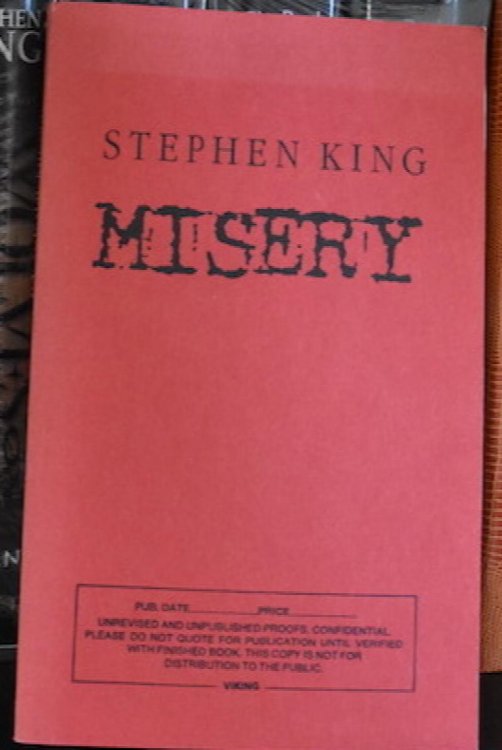 STEPHEN KING
MISERY
PUB. DATE PRICE
UNREVISED AND UNPUBLISHED PROOFS. CONFIDENTIAL.
PLEASE DO NOT QUOTE FOR PUBLICATION UNTIL VERIFIED
WITH FINISHED BOOK. THIS COPY IS NOT FOR
DISTRIBUTION TO THE PUBLIC.
VIKING